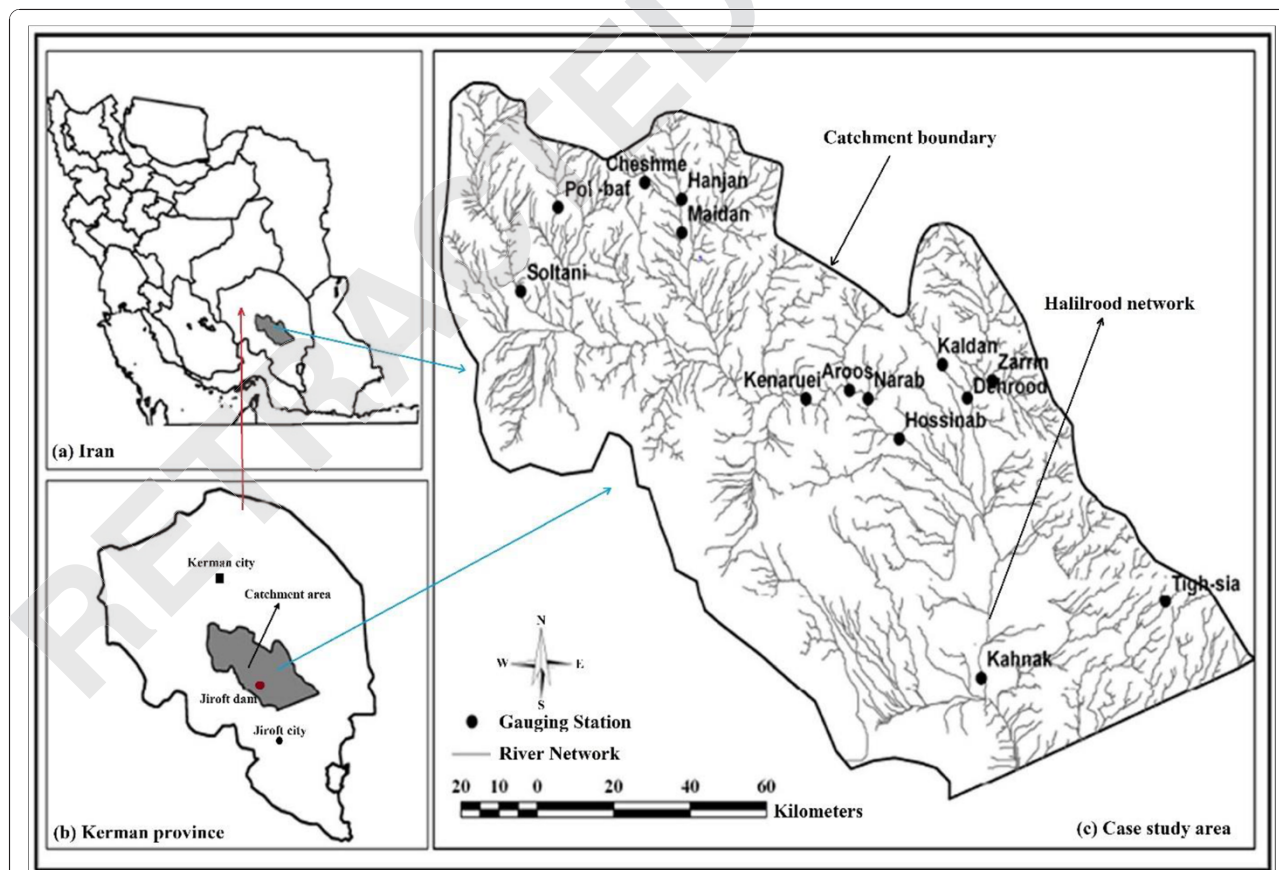 RETRACTED
(a) Iran
Kerman city
Catchment area
Jiroft dam
Jiroft city
(b) Kerman province
Catchment boundary
Cheshme
Pol -baf
Hanjan
Maidan
Soltani
Halilrood network
Kaldan
Zarrin
Dehrood
Aroos
Kenaruei
Narab
Hossinab
Tigh-sia
Kahnak
N
W
E
S
Gauging Station
River Network
20 10 0 20 40 60
Kilometers
(c) Case study area